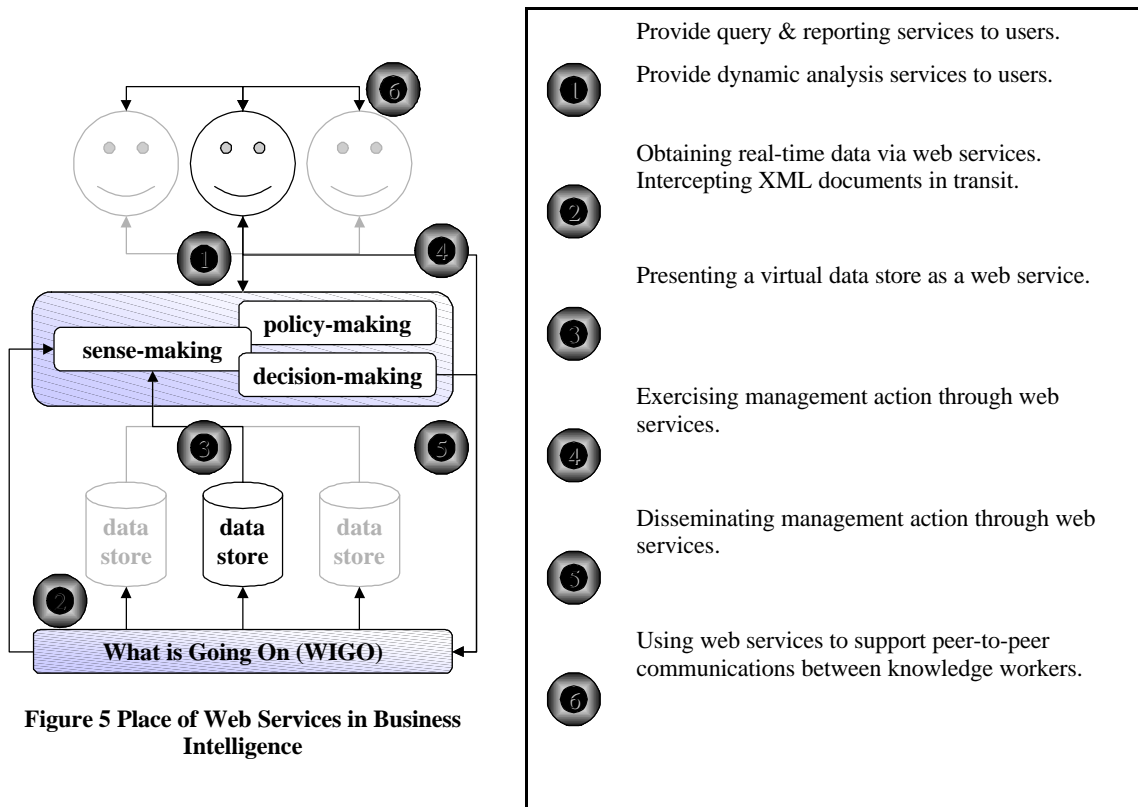 6
1
4
policy-making
sense-making
decision-making
3
5
data
store
data
store
data
store
2
What is Going On (WIGO)
Figure 5 Place of Web Services in Business
Intelligence
Provide query & reporting services to users.
1
Provide dynamic analysis services to users.
2
Obtaining real-time data via web services.
Intercepting XML documents in transit.
3
Presenting a virtual data store as a web service.
4
Exercising management action through web
services.
5
Disseminating management action through web
services.
6
Using web services to support peer-to-peer
communications between knowledge workers.